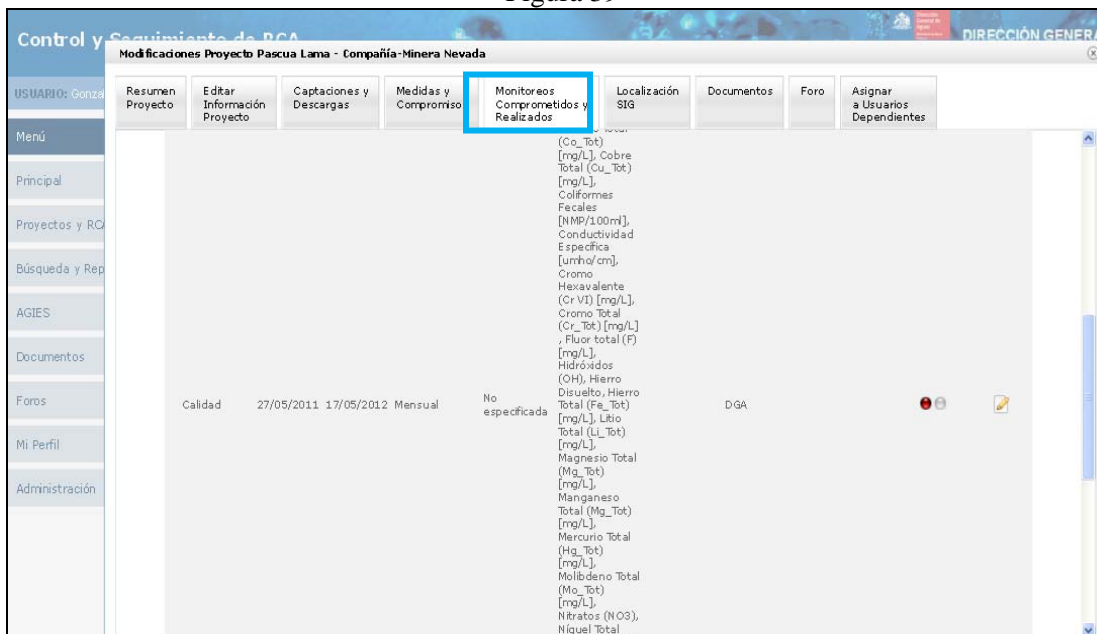 Figura 39
Control y Seguimiento de RCA
DIRECCIÓN GENERA
Modificaciones Proyecto Pascua Lama - Compañía-Minera Nevada
USUARIO: Gonza
Resumen
Proyecto
Editar
Información
Proyecto
Captaciones y
Descargas
Medidas y
Compromiso
Monitoreos
Comprometidos y
Realizados
Localización
SIG
Documentos
Foro
Asignar
a Usuarios
Dependientes
Menú
Principal
Proyectos y RCA
Búsqueda y Rep
AGIES
Documentos
Foros
Mi Perfil
Administración
Calidad
27/05/2011
17/05/2012
Mensual
No
especificada
Total
(Co_Tot)
[mg/L], Cobre
Total (Cu_Tot)
[mg/L],
Coliformes
Fecales
[NMP/100ml],
Conductividad
Específica
[umho/cm],
Cromo
Hexavalente
(Cr VI) [mg/L],
Cromo Total
(Cr_Tot) [mg/L]
, Fluor total (F)
[mg/L],
Hidróxidos
(OH), Hierro
Disuelto, Hierro
Total (Fe_Tot)
[mg/L], Litio
Total (Li_Tot)
[mg/L],
Magnesio Total
(Mg_Tot)
[mg/L],
Manganeso
Total (Mg_Tot)
[mg/L],
Mercurio Total
(Hg_Tot)
[mg/L],
Molibdeno Total
(Mo_Tot)
[mg/L],
Nitratos (NO3),
Níquel Total
DGA